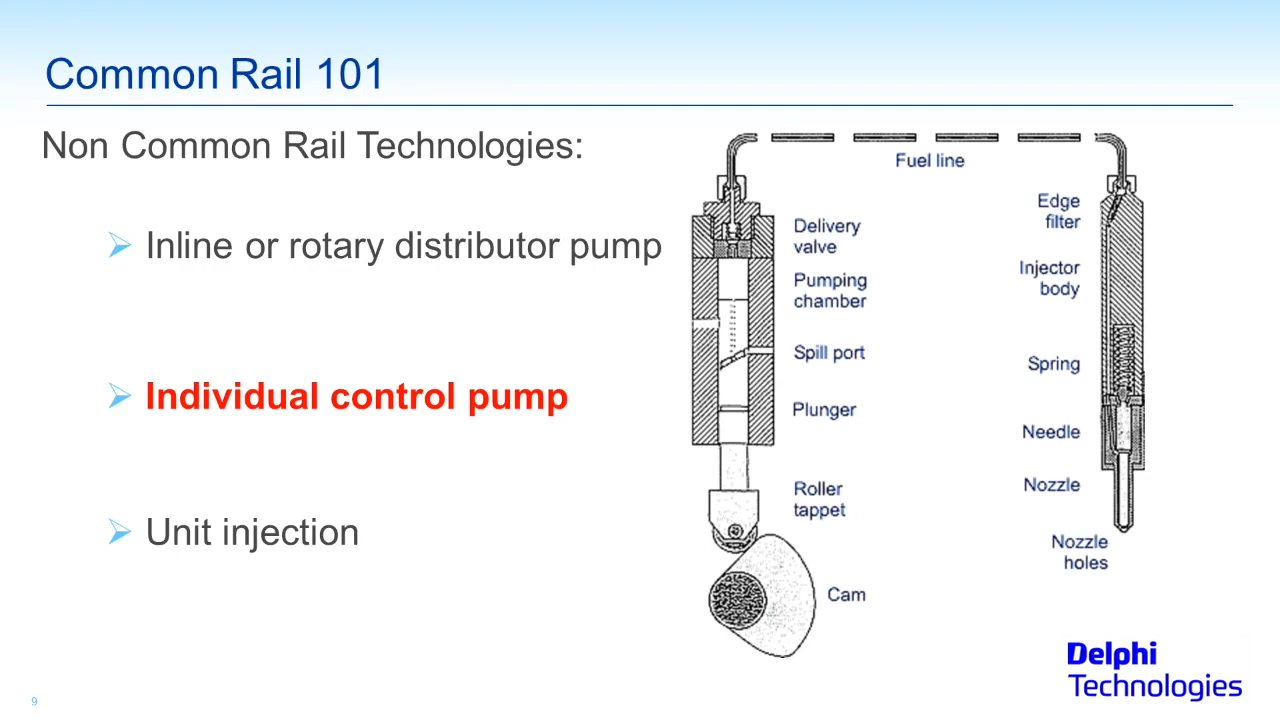 Common Rail 101
Non Common Rail Technologies:
Inline or rotary distributor pump
Individual control pump
Unit injection
Fuel line
Delivery
valve
Pumping
chamber
Spill port
Plunger
Roller
tappet
Cam
Edge
filter
Injector
body
Spring
Needle
Nozzle
Nozzle
holes
Delphi
Technologies
9